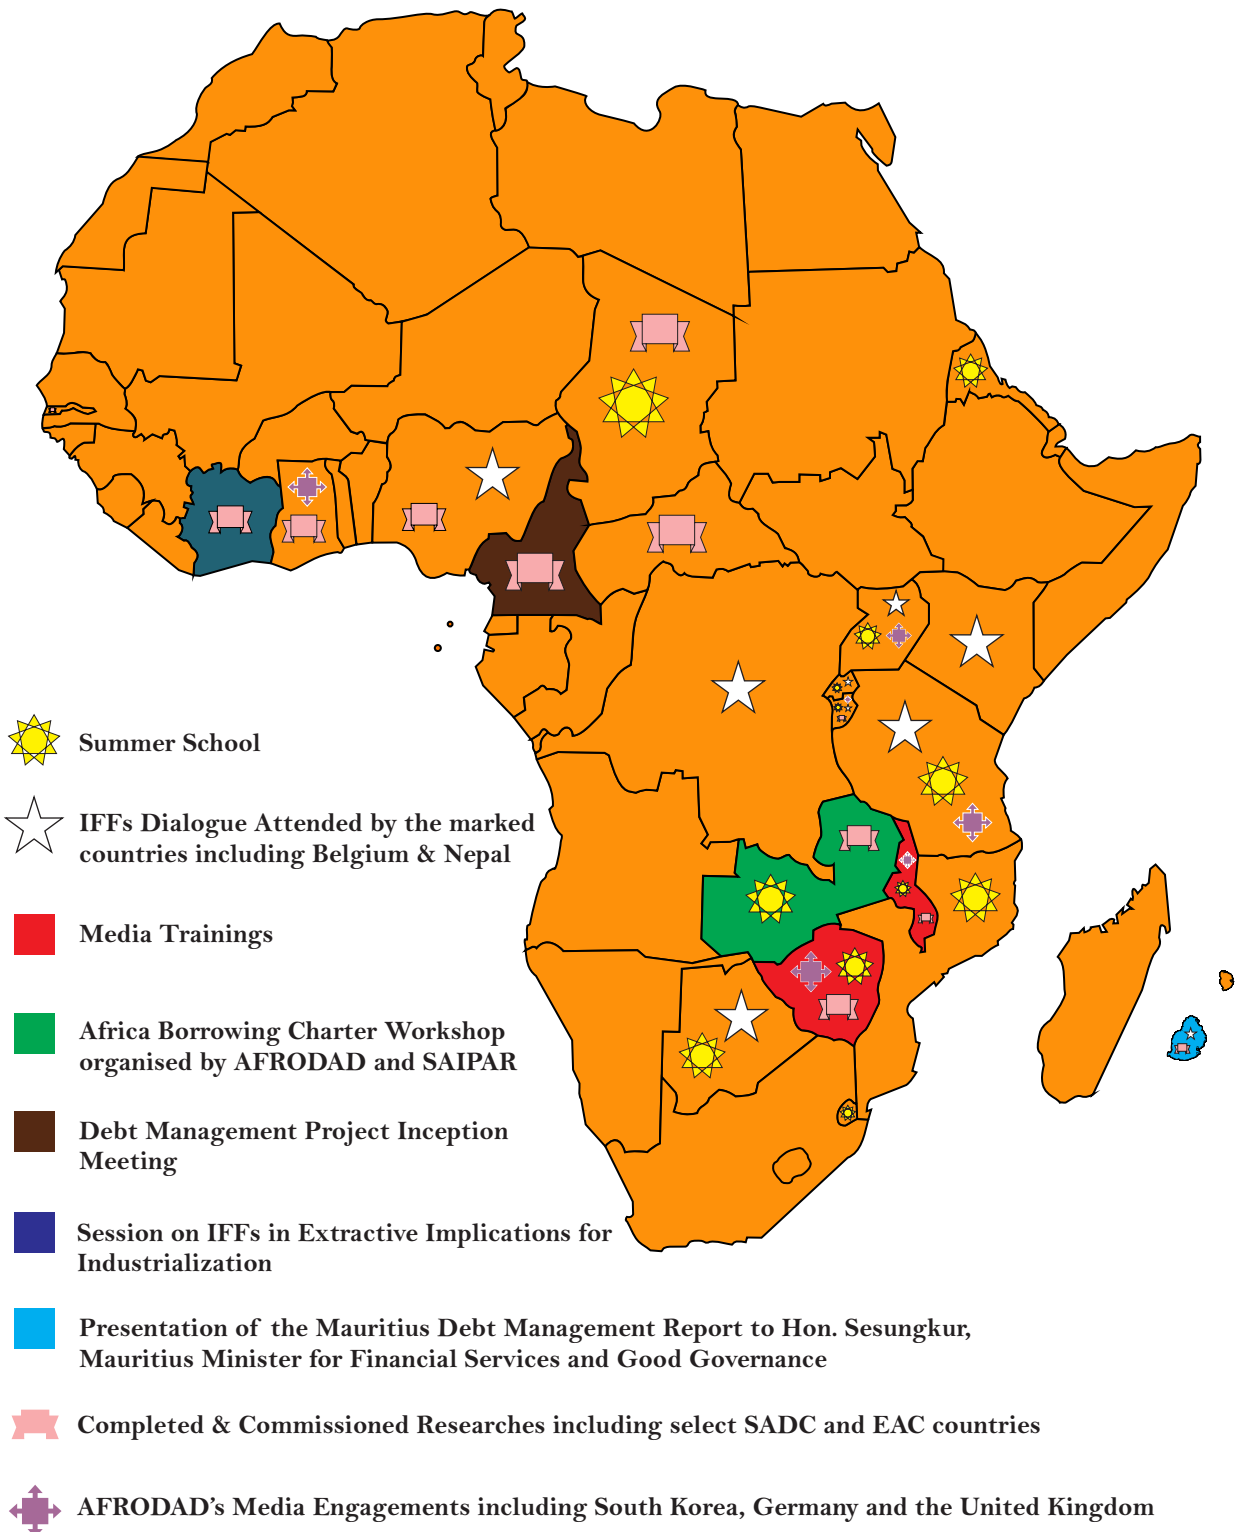 Summer School
IFFs Dialogue Attended by the marked
countries including Belgium & Nepal
Media Trainings
Africa Borrowing Charter Workshop
organised by AFRODAD and SAIPAR
Debt Management Project Inception
Meeting
Session on IFFs in Extractive Implications for
Industrialization
Presentation of the Mauritius Debt Management Report to Hon. Sesungkur,
Mauritius Minister for Financial Services and Good Governance
Completed & Commissioned Researches including select SADC and EAC countries
AFRODAD's Media Engagements including South Korea, Germany and the United Kingdom